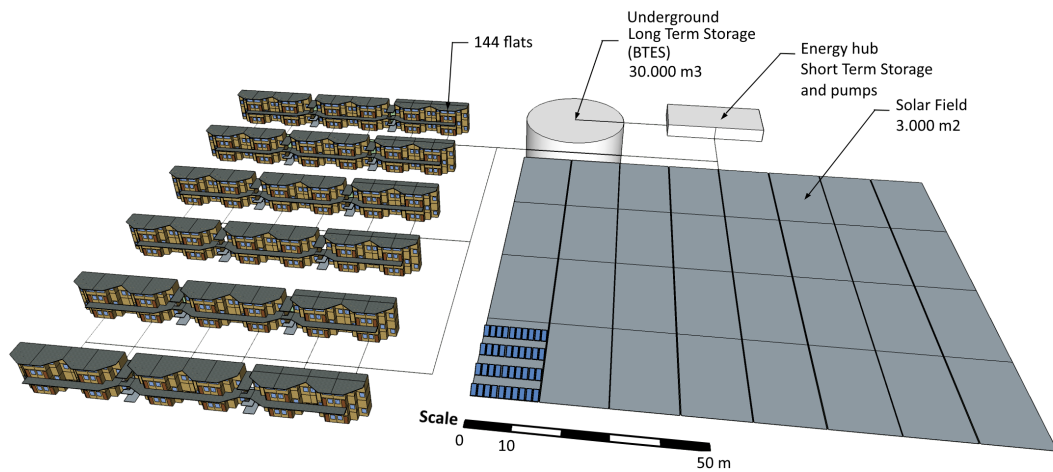 Underground
Long Term Storage
(BTES)
30.000 m3
144 flats
Energy hub
Short Term Storage
and pumps
Solar Field
3.000 m2
Scale
0
10
50 m